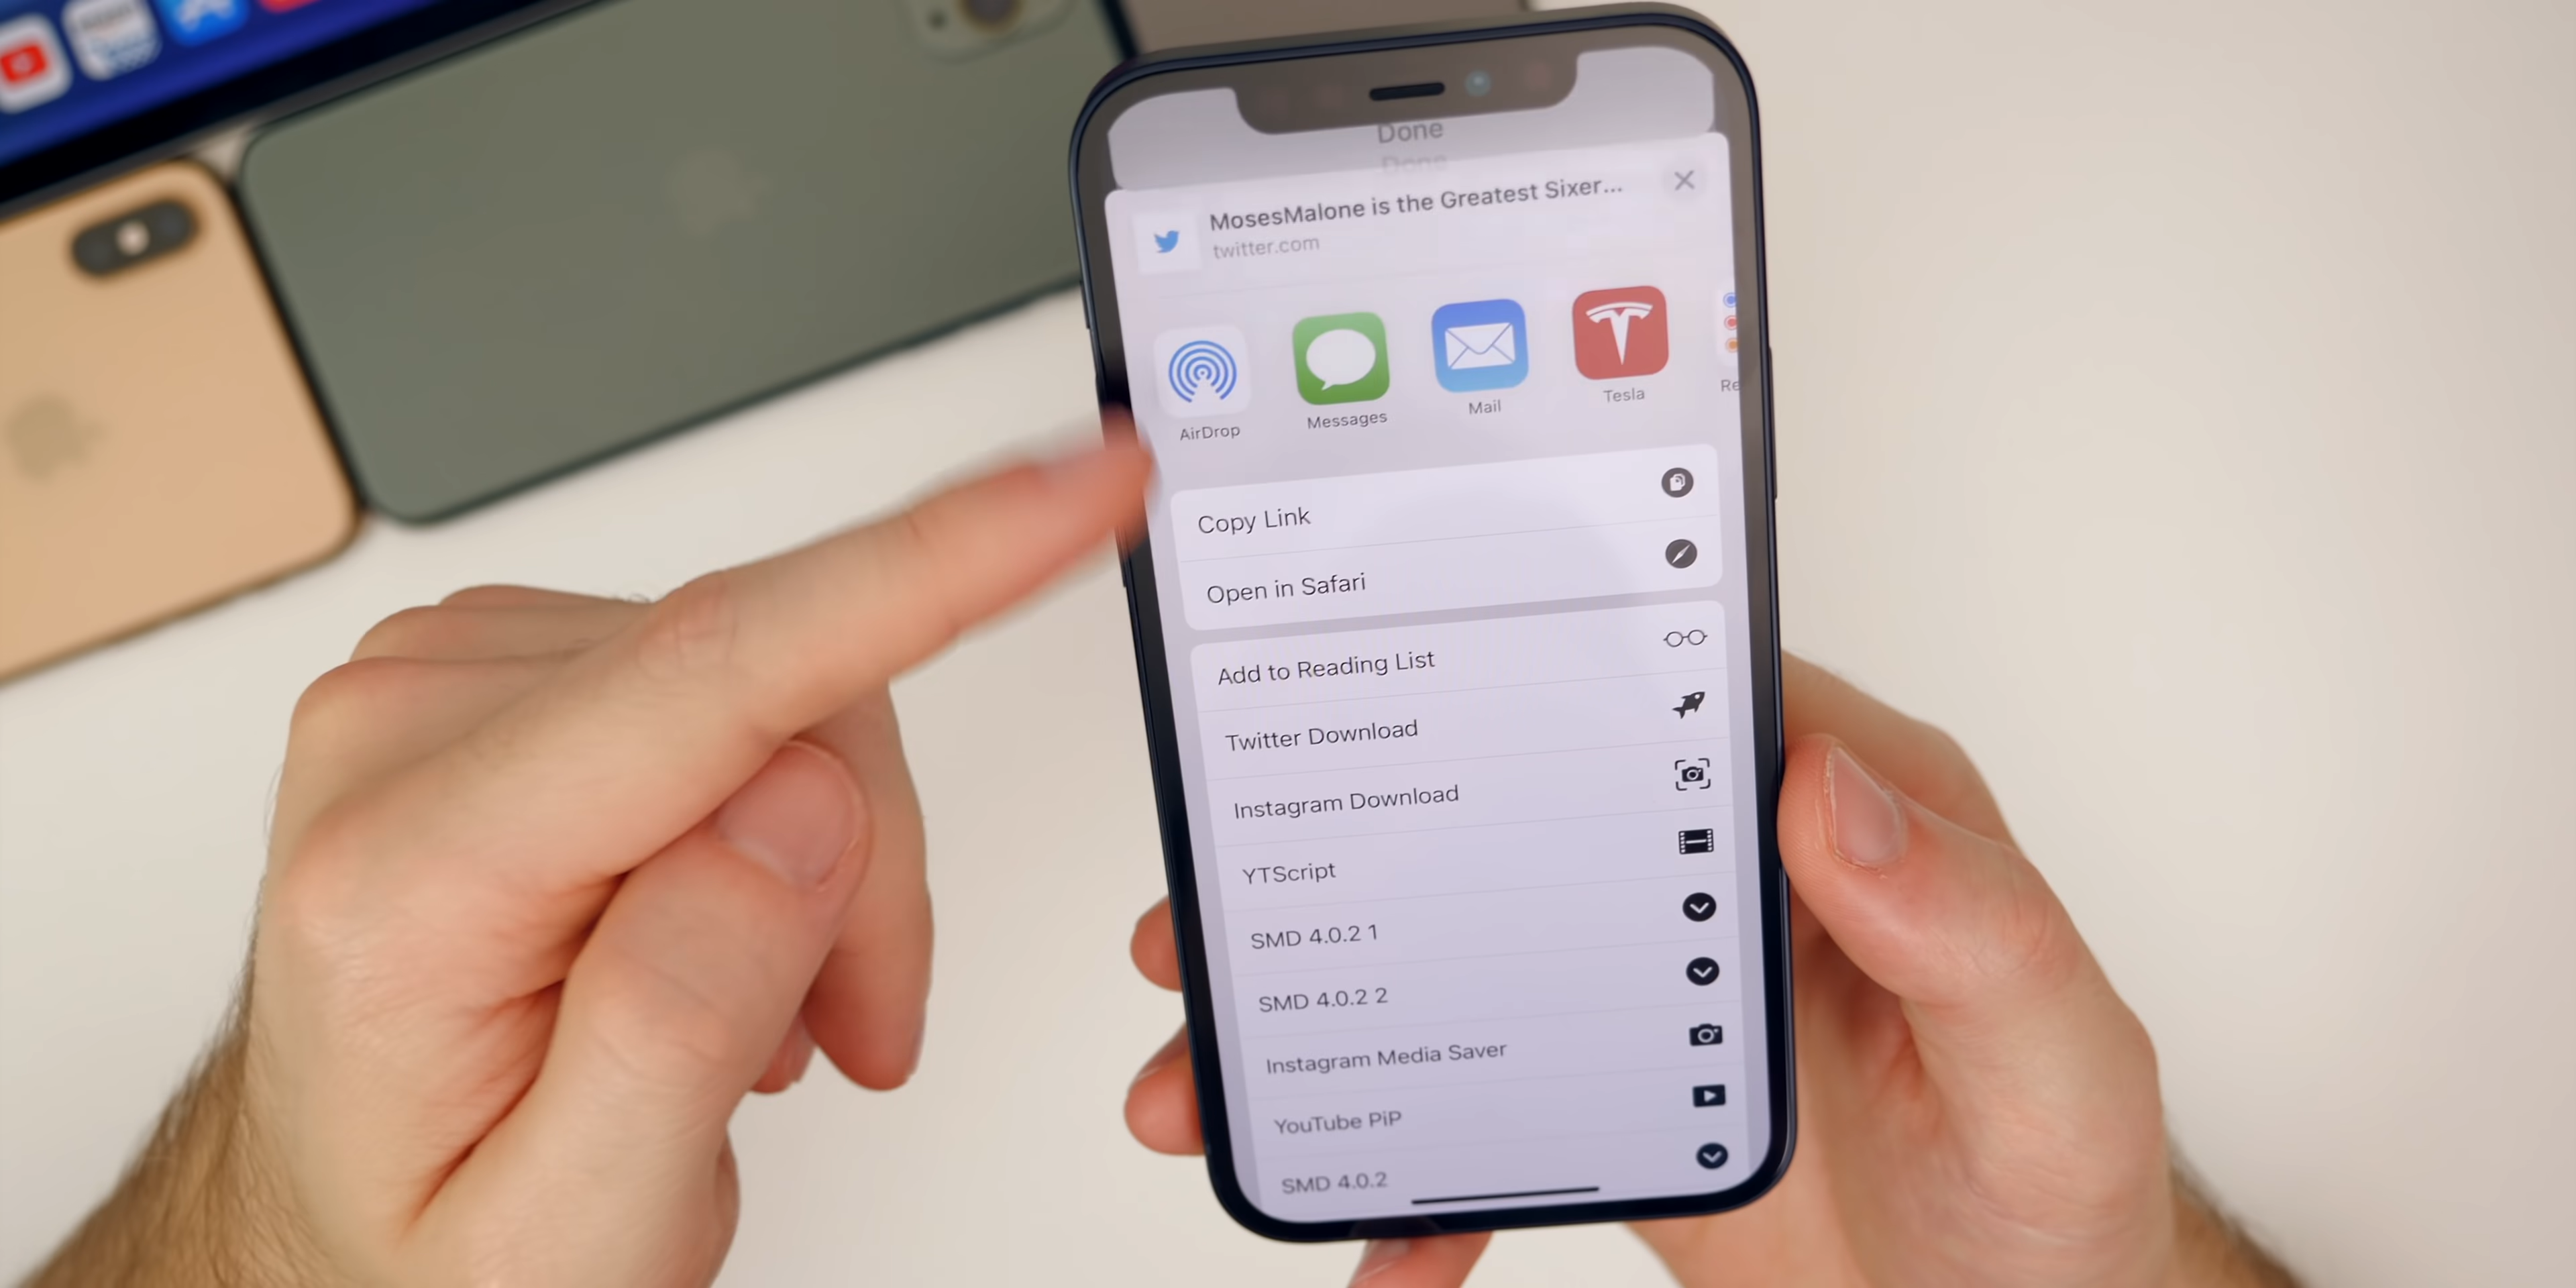 Done
Done
MosesMalone is the Greatest Sixer...
twitter.com
AirDrop
Messages
Mail
Tesla
Re
Copy Link
Open in Safari
Add to Reading List
Twitter Download
Instagram Download
YTScript
SMD 4.0.2 1
SMD 4.0.2 2
Instagram Media Saver
YouTube PiP
SMD 4.0.2